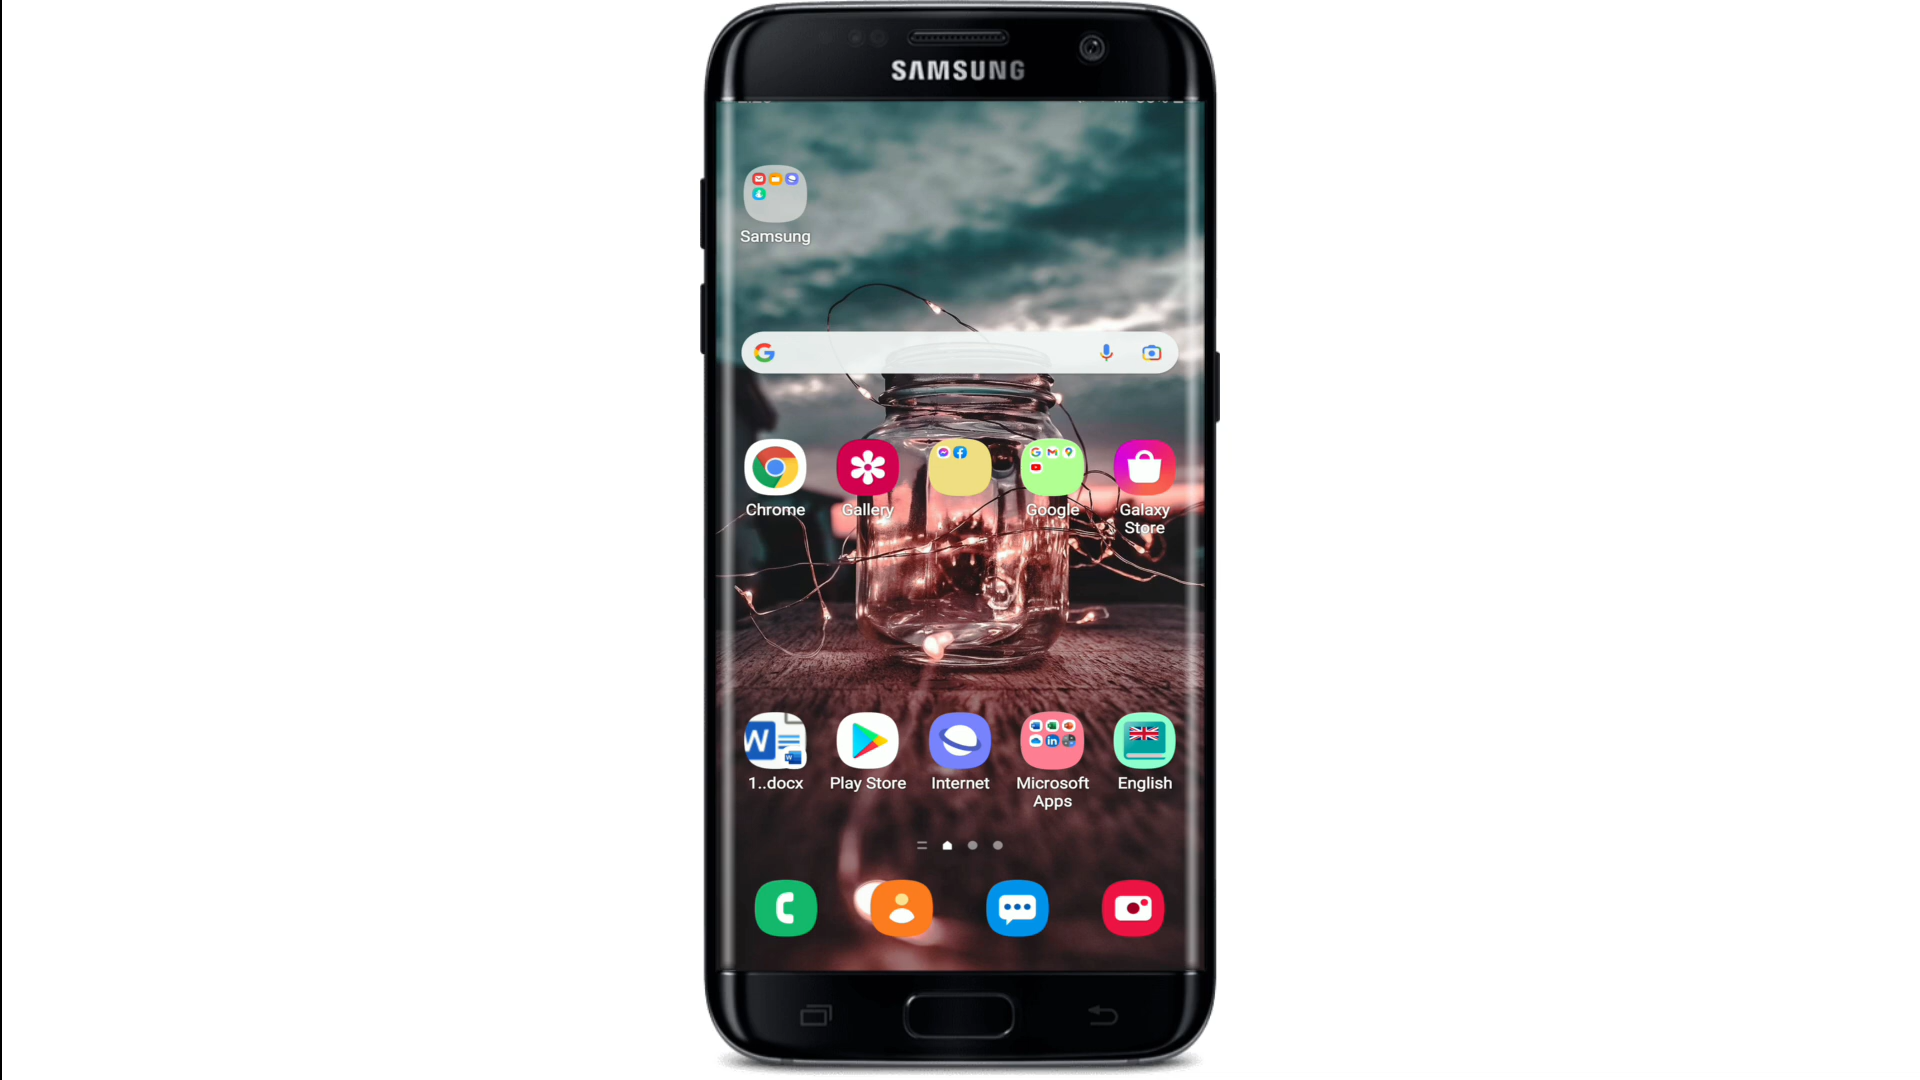 SAMSUNG
Samsung
Chrome
Gallery
Google
Galaxy
Store
1..docx
Play Store
Internet
Microsoft
Apps
English